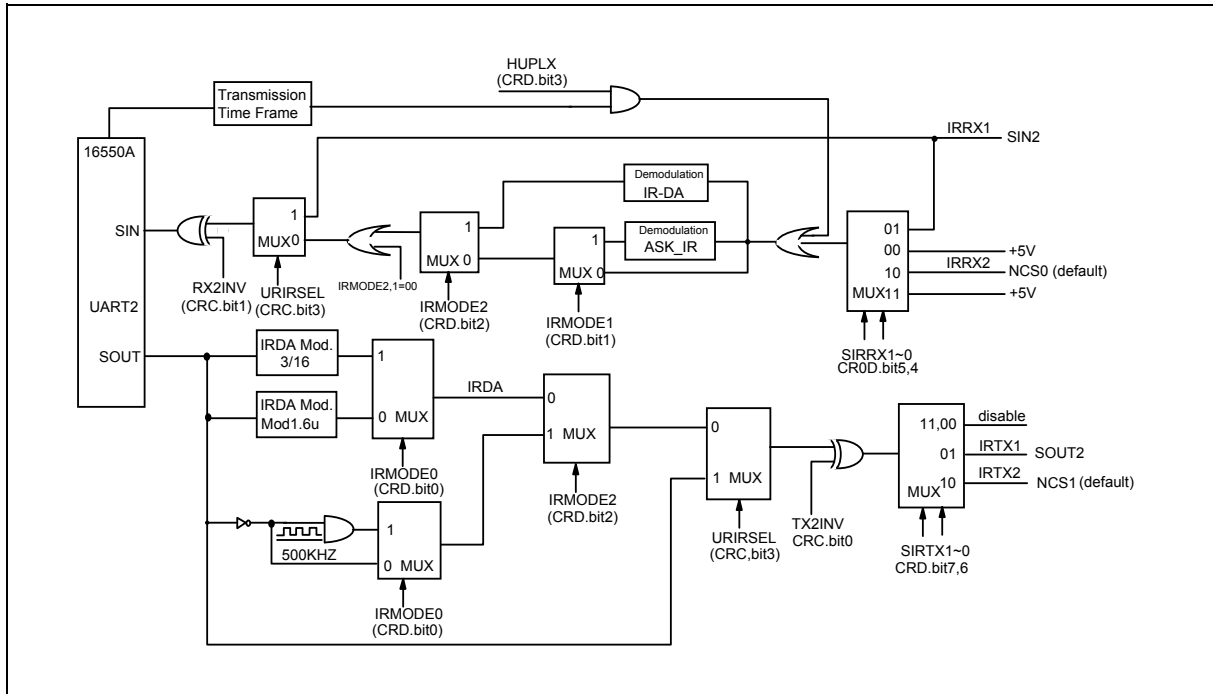 HUPLX
(CRD.bit3)
Transmission
Time Frame
16550A
IRRX1
SIN2
Demodulation
IR-DA
Demodulation
ASK_IR
SIN
1
MUX 0
1
MUX 0
1
MUX 0
01
00
10
MUX 11
+5V
IRRX2
NCS0 (default)
+5V
RX2INV
(CRC.bit1)
URIRSEL
(CRC.bit3)
IRMODE2,1=00
IRMODE2
(CRD.bit2)
IRMODE1
(CRD.bit1)
SIRRX1~0
CR0D.bit5,4
UART2
SOUT
IRDA Mod.
3/16
1
IRDA Mod.
Mod1.6u
0 MUX
IRDA
0
1 MUX
0
1 MUX
11,00
01
10
MUX
disable
IRTX1
SOUT2
IRTX2
NCS1 (default)
IRMODE0
(CRD.bit0)
IRMODE2
(CRD.bit2)
500KHZ
1
0 MUX
URIRSEL
(CRC,bit3)
TX2INV
CRC.bit0
SIRTX1~0
CRD.bit7,6
IRMODE0
(CRD.bit0)